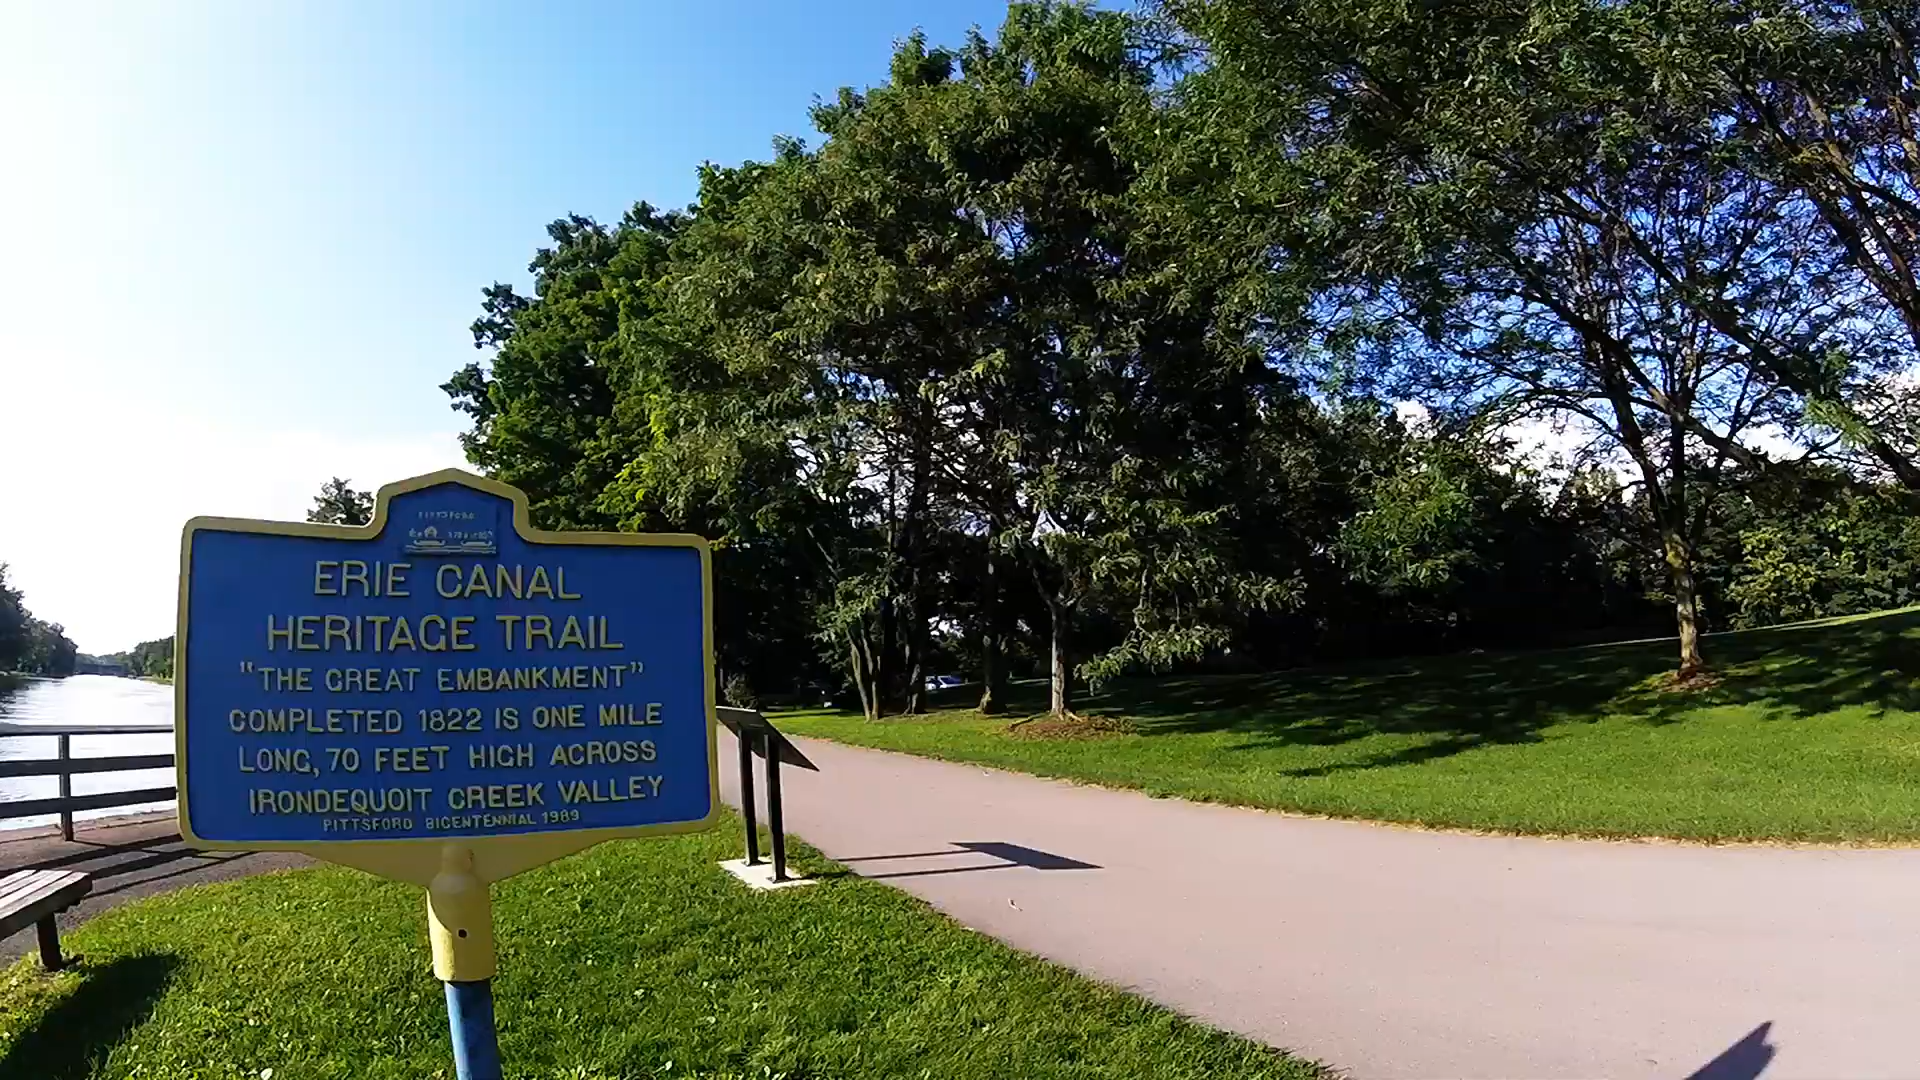 PITTSFORD
ERIE CANAL
HERITAGE TRAIL
"THE GREAT EMBANKMENT"
COMPLETED 1822 IS ONE MILE
LONG, 70 FEET HIGH ACROSS
IRONDEQUOIT CREEK VALLEY
PITTSFORD BICENTENNIAL 1989